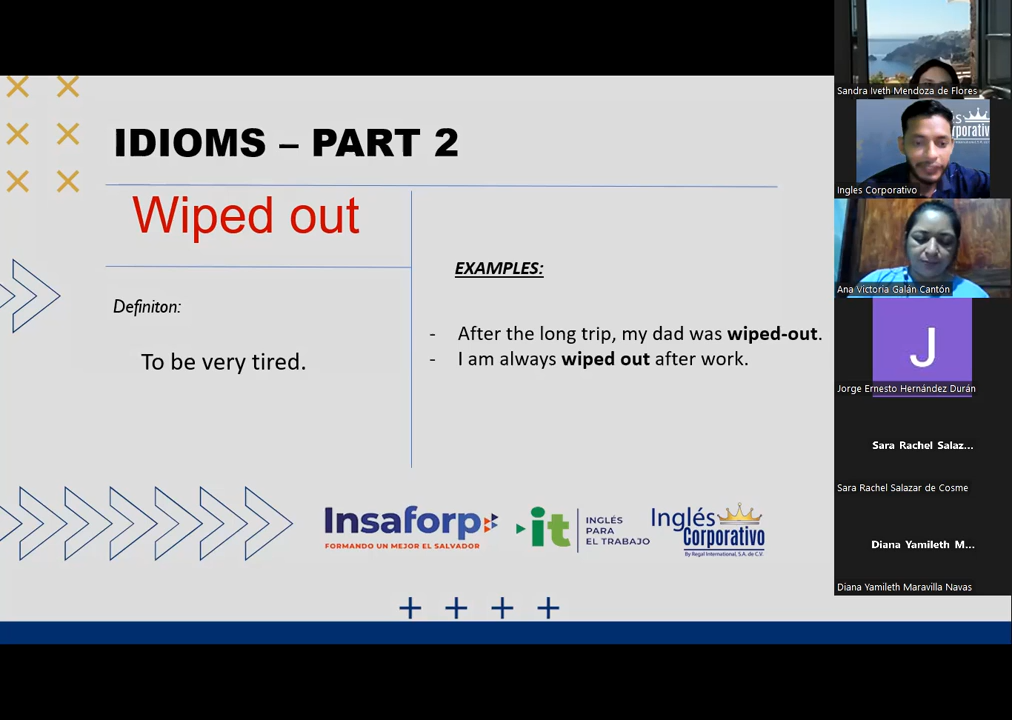 IDIOMS – PART 2
Wiped out
Definiton:
To be very tired.
EXAMPLES:
- After the long trip, my dad was wiped-out.
- I am always wiped out after work.
Insaforp
FORMANDO UN MEJOR EL SALVADOR
it
INGLÉS
PARA
EL TRABAJO
Inglés
Corporativo
By Regal International, S.A. de C.V.
Sandra Iveth Mendoza de Flores
Ingles Corporativo
Ana Victoria Galán Cantón
J
Jorge Ernesto Hernández Durán
Sara Rachel Salaz...
Sara Rachel Salazar de Cosme
Diana Yamileth M...
Diana Yamileth Maravilla Navas